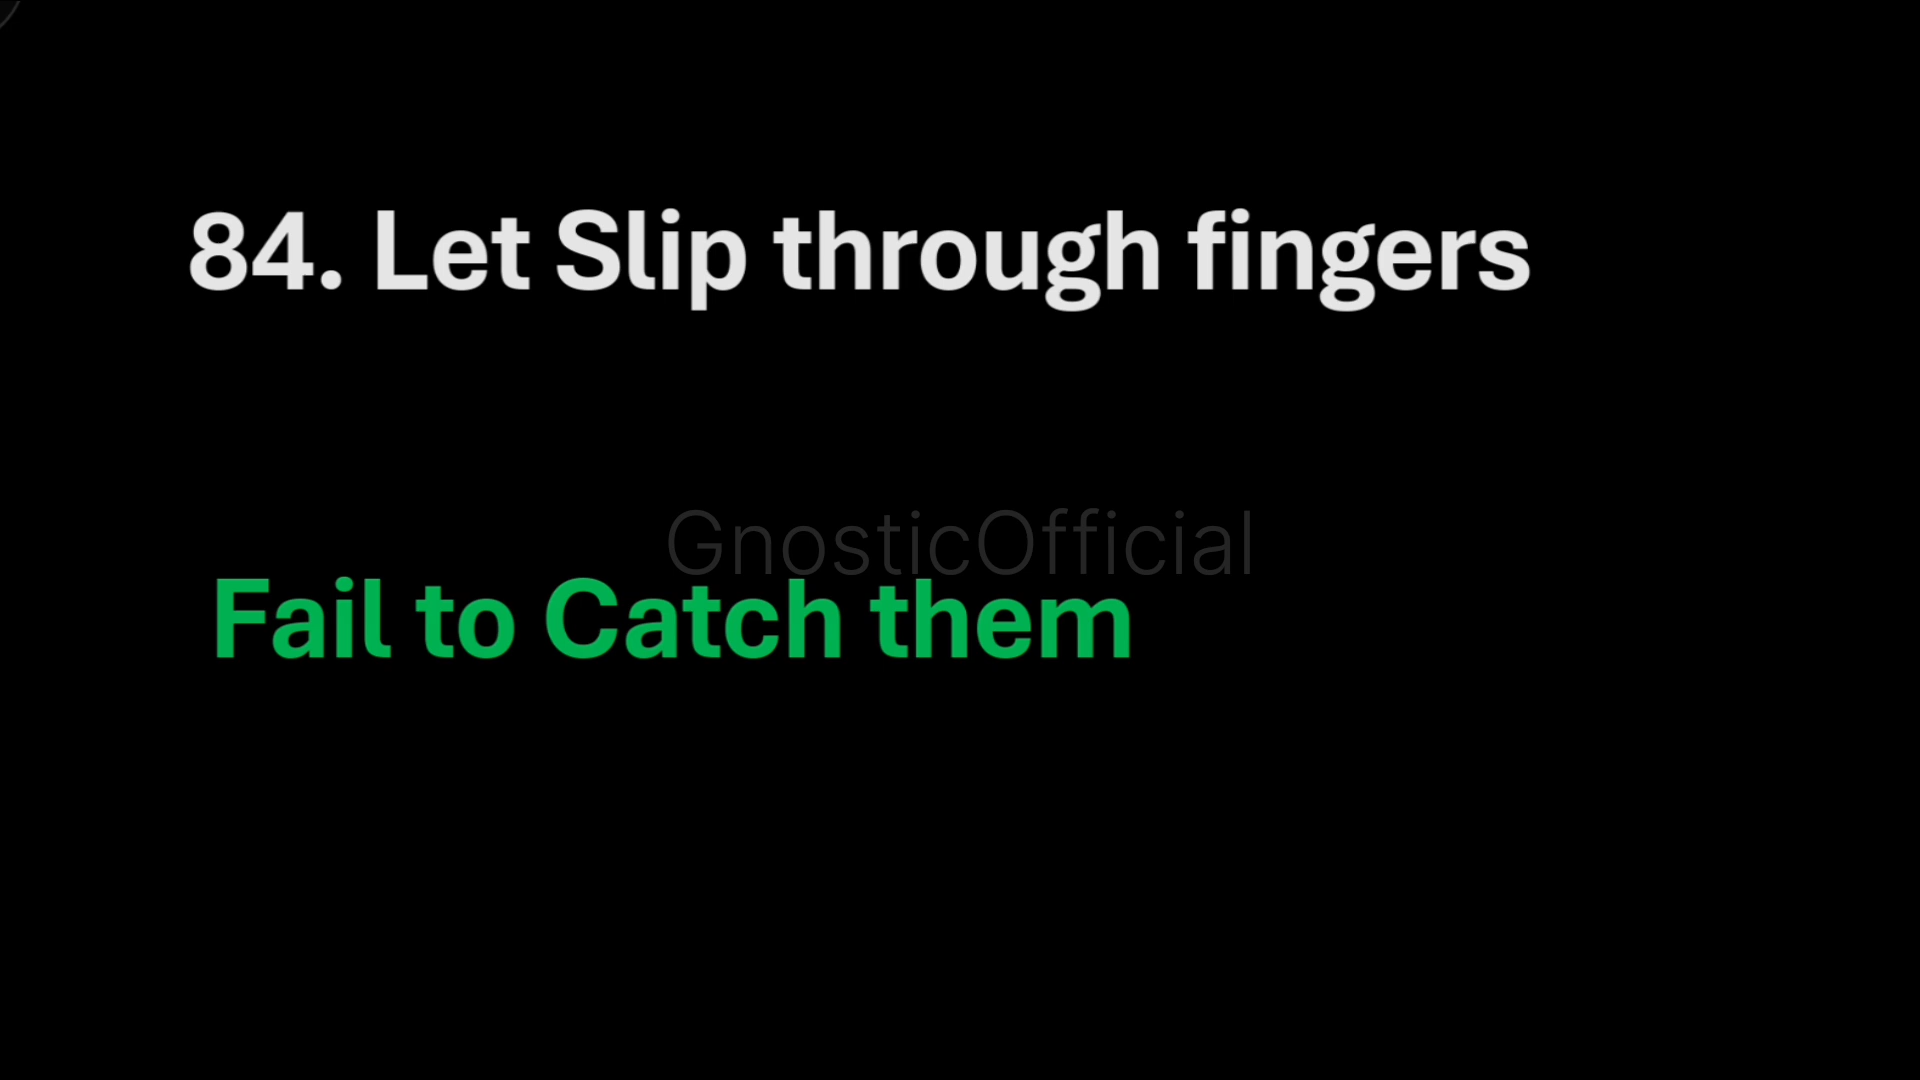 84. Let Slip through fingers
GnosticOfficial
Fail to Catch them